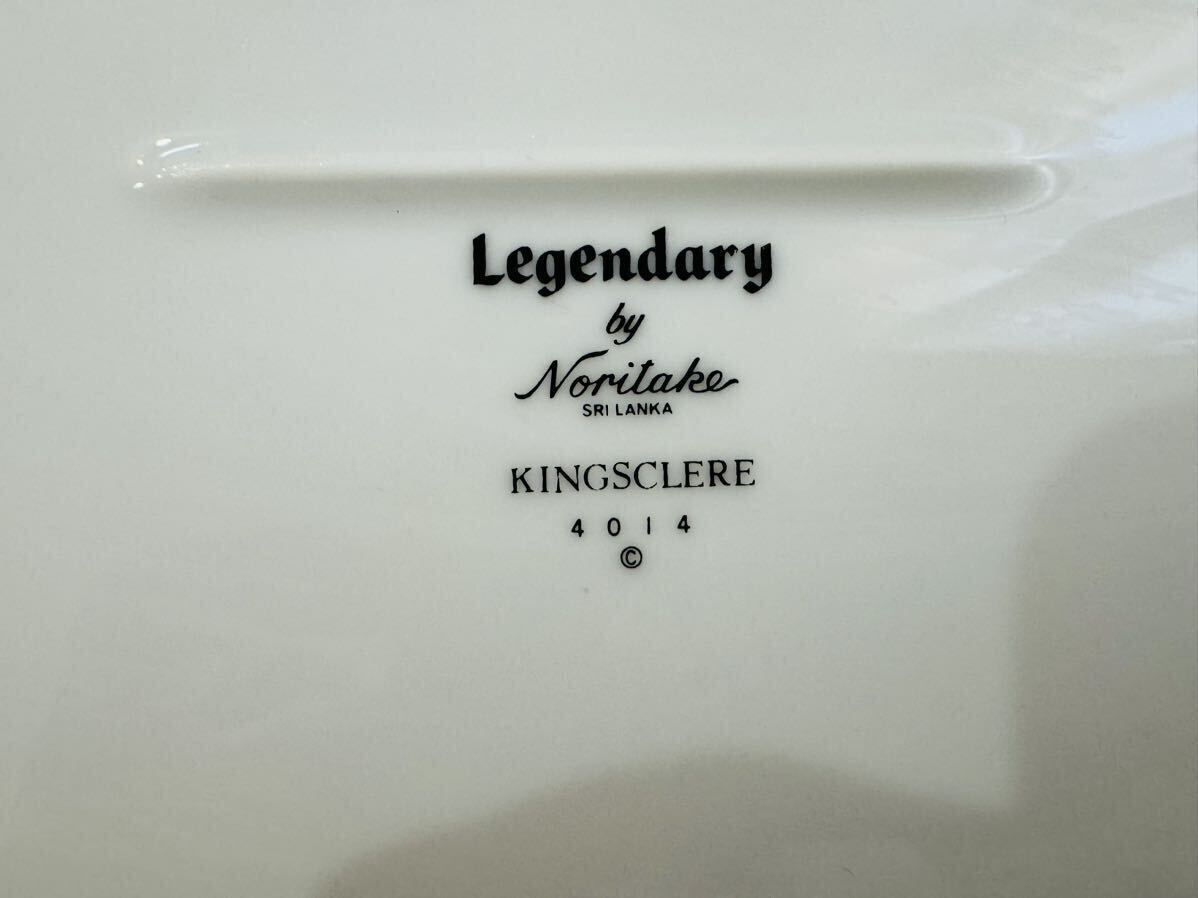 Legendary
by
Noritake
SRI LANKA
KINGSCLERE
4014
©